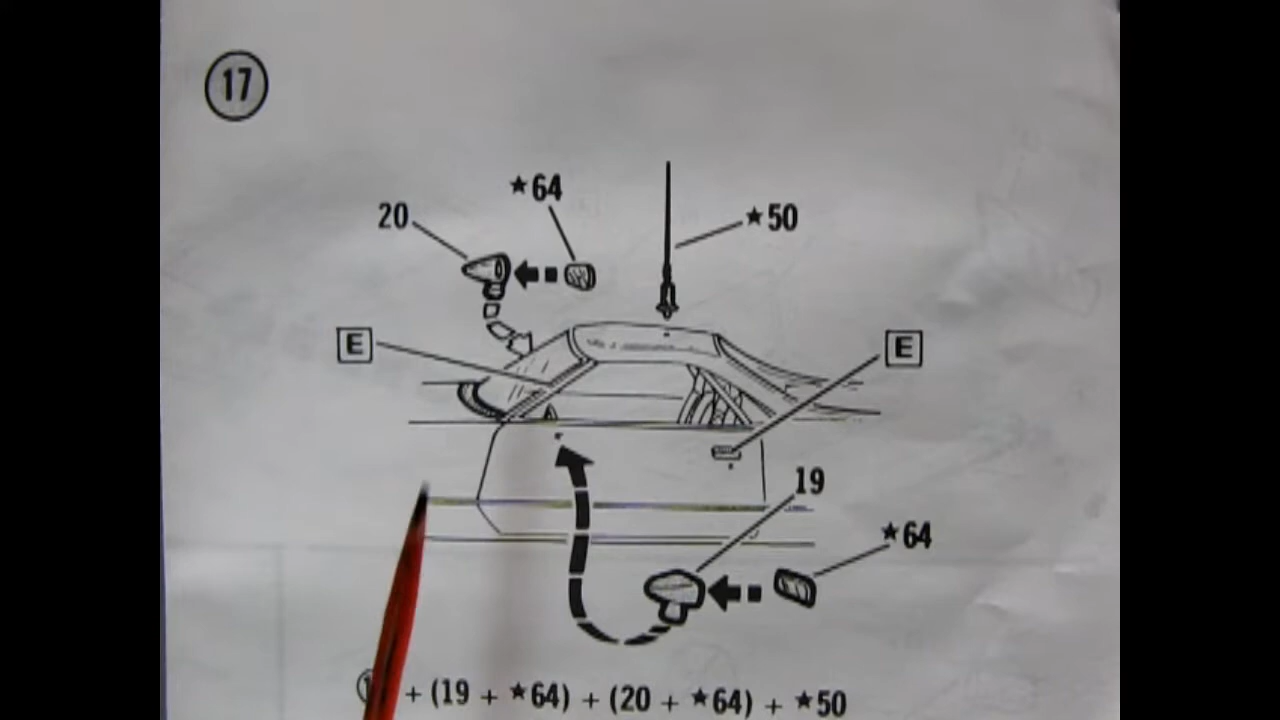 17
★64
20
★50
E
E
19
★64
+ (19 + ★64) + (20 + ★64) + ★50